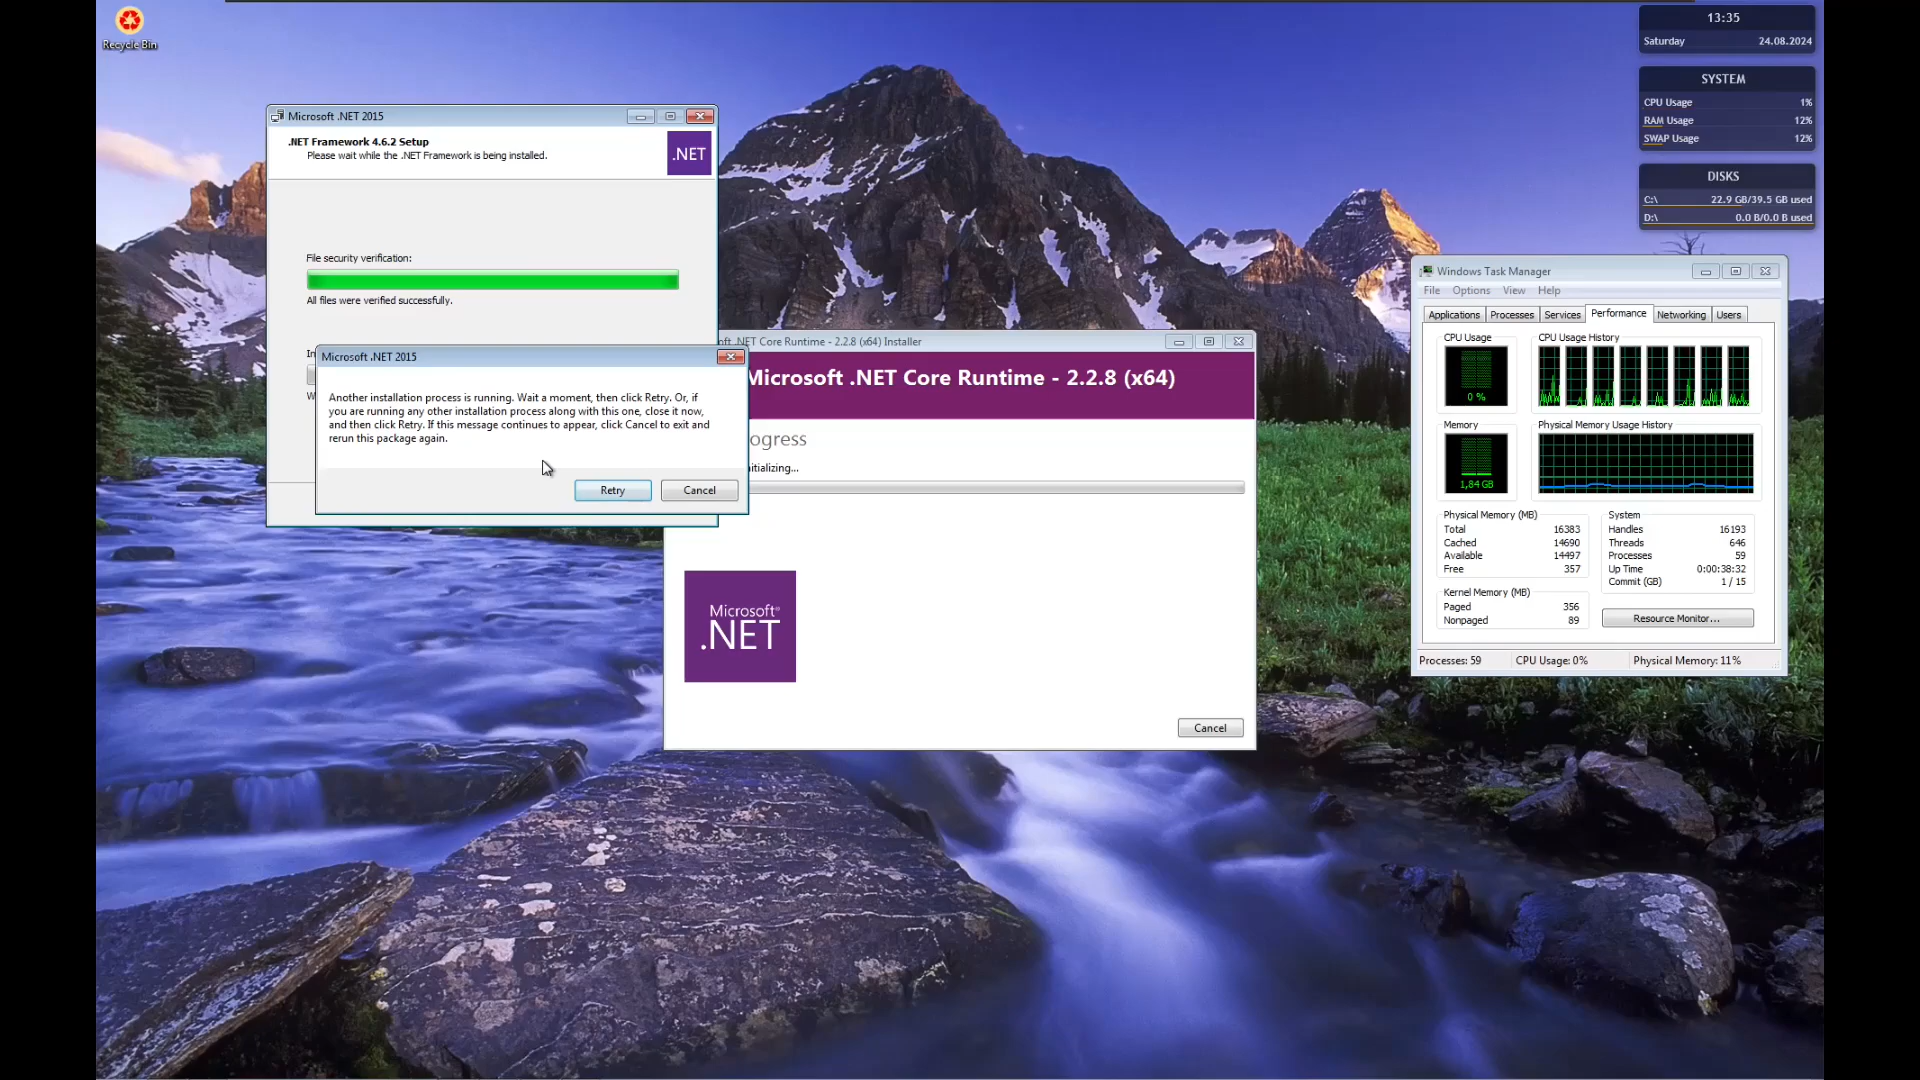 Recycle Bin
13:35
Saturday 24.08.2024
SYSTEM
CPU Usage 1%
RAM Usage 12%
SWAP Usage 12%
DISKS
C:\ 22.9 GB/39.5 GB used
D:\ 0.0 B/0.0 B used
Microsoft .NET 2015
.NET Framework 4.6.2 Setup
Please wait while the .NET Framework is being installed.
.NET
File security verification:
All files were verified successfully.
Microsoft .NET 2015
Another installation process is running. Wait a moment, then click Retry. Or, if
you are running any other installation process along with this one, close it now,
and then click Retry. If this message continues to appear, click Cancel to exit and
rerun this package again.
Retry Cancel
.NET Core Runtime - 2.2.8 (x64) Installer
Microsoft .NET Core Runtime - 2.2.8 (x64)
ogress
itializing...
Microsoft®
.NET
Cancel
Windows Task Manager
File Options View Help
Applications Processes Services Performance Networking Users
CPU Usage CPU Usage History
0 %
Memory Physical Memory Usage History
1,84 GB
Physical Memory (MB)
Total 16383
Cached 14690
Available 14497
Free 357
Kernel Memory (MB)
Paged 356
Nonpaged 89
System
Handles 16193
Threads 646
Processes 59
Up Time 0:00:38:32
Commit (GB) 1 / 15
Resource Monitor...
Processes: 59 CPU Usage: 0% Physical Memory: 11%